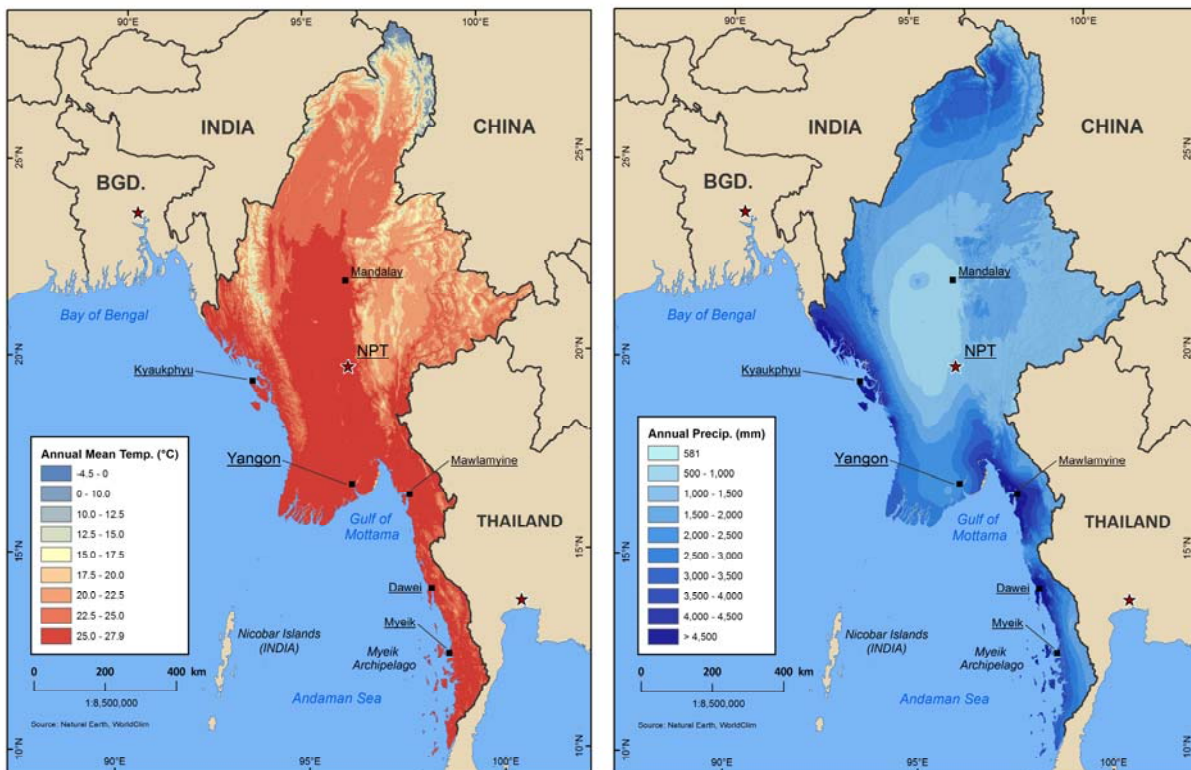 90°E
95°E
100°E
INDIA
CHINA
25°N
25°N
BGD.
Mandalay
Bay of Bengal
20°N
NPT
20°N
Kyaukphyu
Annual Mean Temp. (°C)
-4.5 - 0
0 - 10.0
10.0 - 12.5
12.5 - 15.0
15.0 - 17.5
17.5 - 20.0
20.0 - 22.5
22.5 - 25.0
25.0 - 27.9
Yangon
Mawlamyine
Gulf of
Mottama
THAILAND
15°N
15°N
Dawei
Myeik
Nicobar Islands
(INDIA)
Myeik
Archipelago
0 200 400 km
1:8,500,000
Andaman Sea
Source: Natural Earth, WorldClim
10°N
10°N
90°E
95°E
100°E
90°E
95°E
100°E
INDIA
CHINA
25°N
25°N
BGD.
Mandalay
Bay of Bengal
20°N
NPT
20°N
Kyaukphyu
Annual Precip. (mm)
581
500 - 1,000
1,000 - 1,500
1,500 - 2,000
2,000 - 2,500
2,500 - 3,000
3,000 - 3,500
3,500 - 4,000
4,000 - 4,500
> 4,500
Yangon
Mawlamyine
Gulf of
Mottama
THAILAND
15°N
15°N
Dawei
Myeik
Nicobar Islands
(INDIA)
Myeik
Archipelago
0 200 400 km
1:8,500,000
Andaman Sea
Source: Natural Earth, WorldClim
10°N
10°N
90°E
95°E
100°E